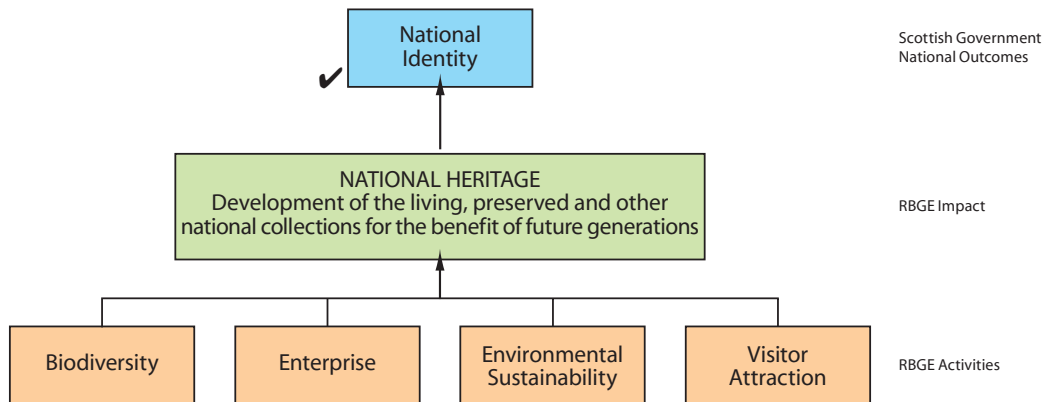 National
Identity
Scottish Government
National Outcomes
NATIONAL HERITAGE
Development of the living, preserved and other
national collections for the benefit of future generations
RBGE Impact
Biodiversity
Enterprise
Environmental
Sustainability
Visitor
Attraction
RBGE Activities